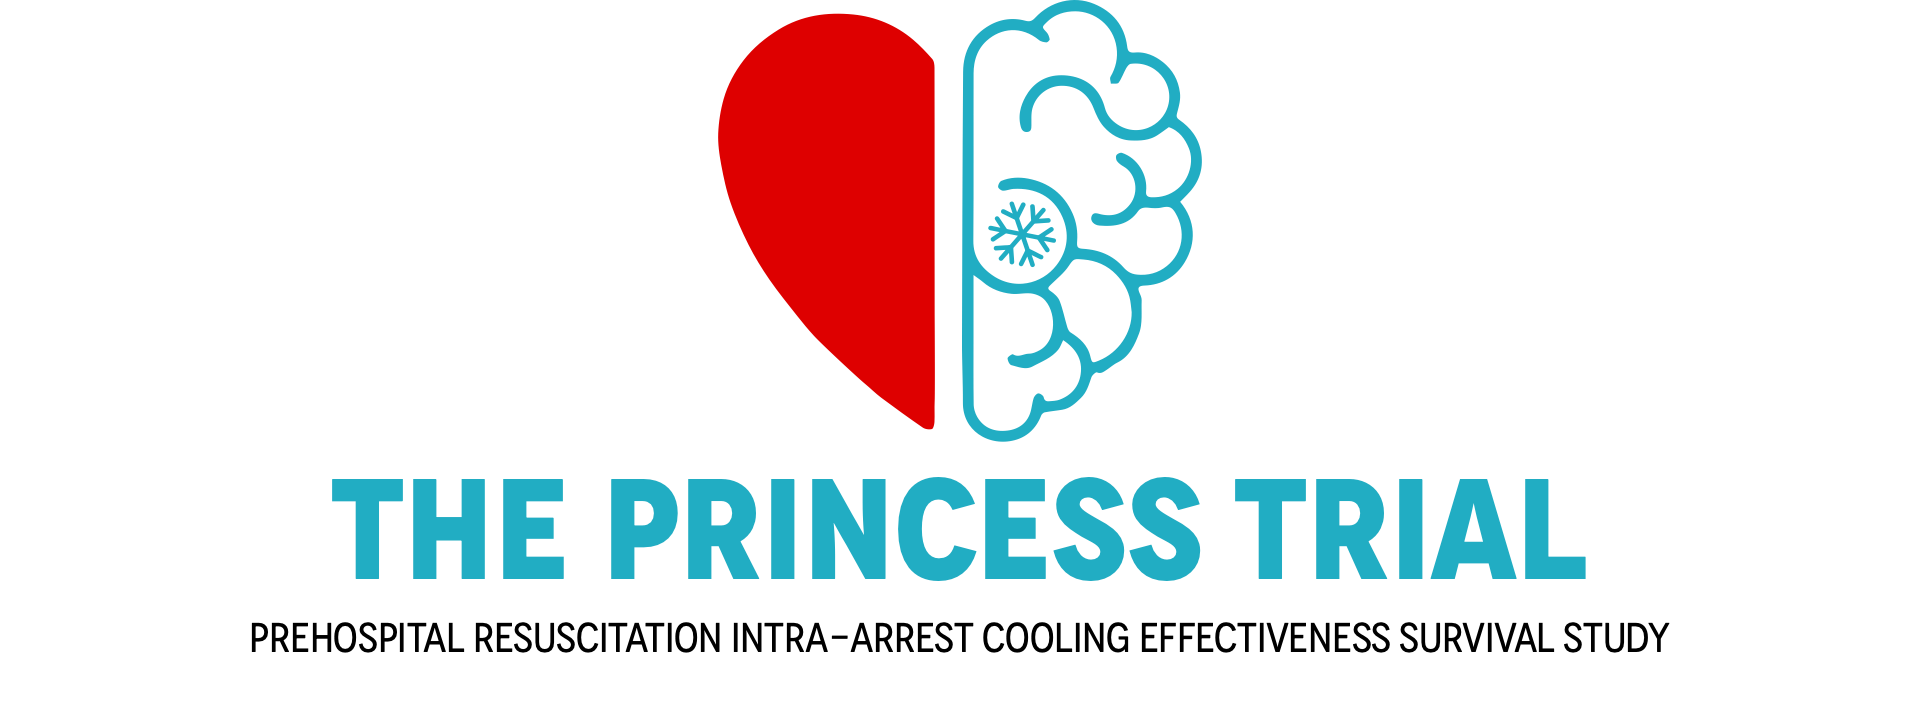 THE PRINCESS TRIAL
PREHOSPITAL RESUSCITATION INTRA-ARREST COOLING EFFECTIVENESS SURVIVAL STUDY